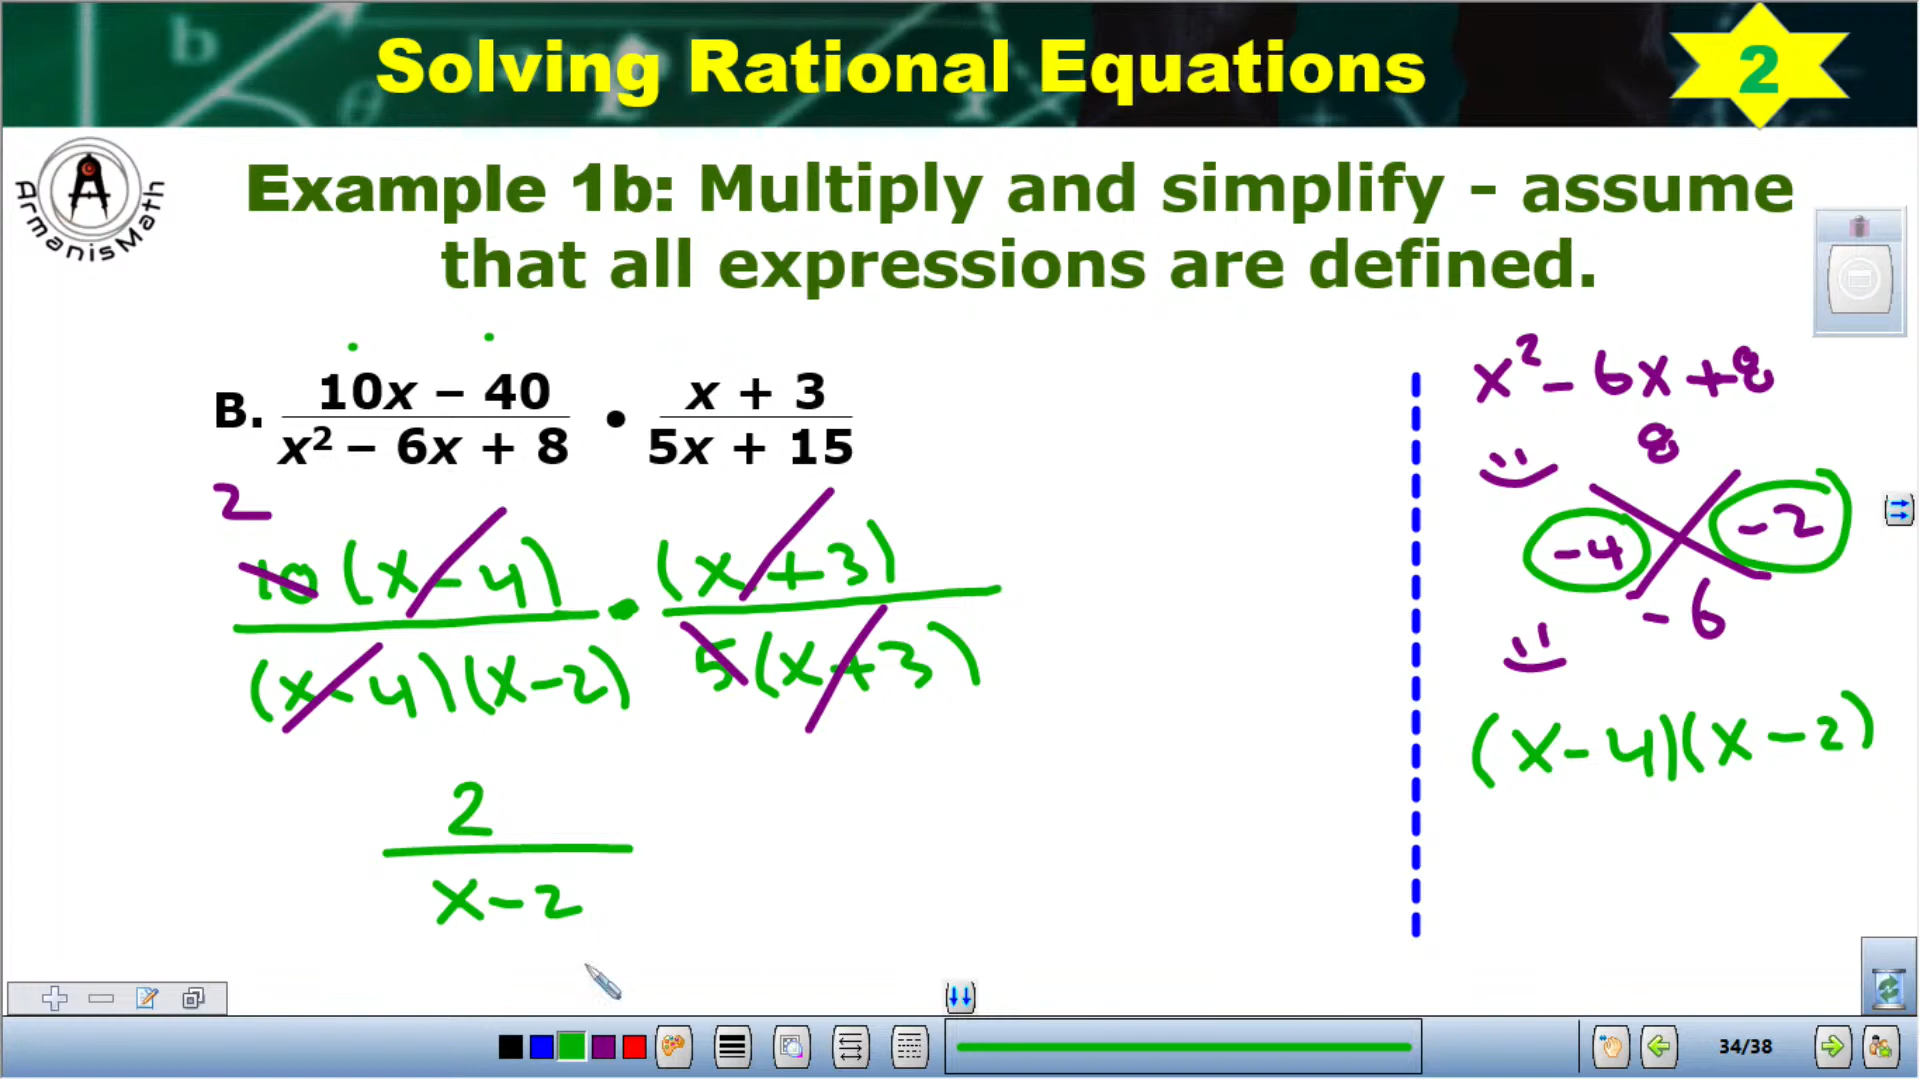 Solving Rational Equations
2
ArmanisMath
Example 1b: Multiply and simplify - assume
that all expressions are defined.
B. 10x – 40 • x + 3
x² – 6x + 8 5x + 15
2
10(x-4) • (x+3)
(x-4)(x-2) 5(x+3)
2
x-2
x²-6x+8
8
-4 -2
-6
(x-4)(x-2)
34/38